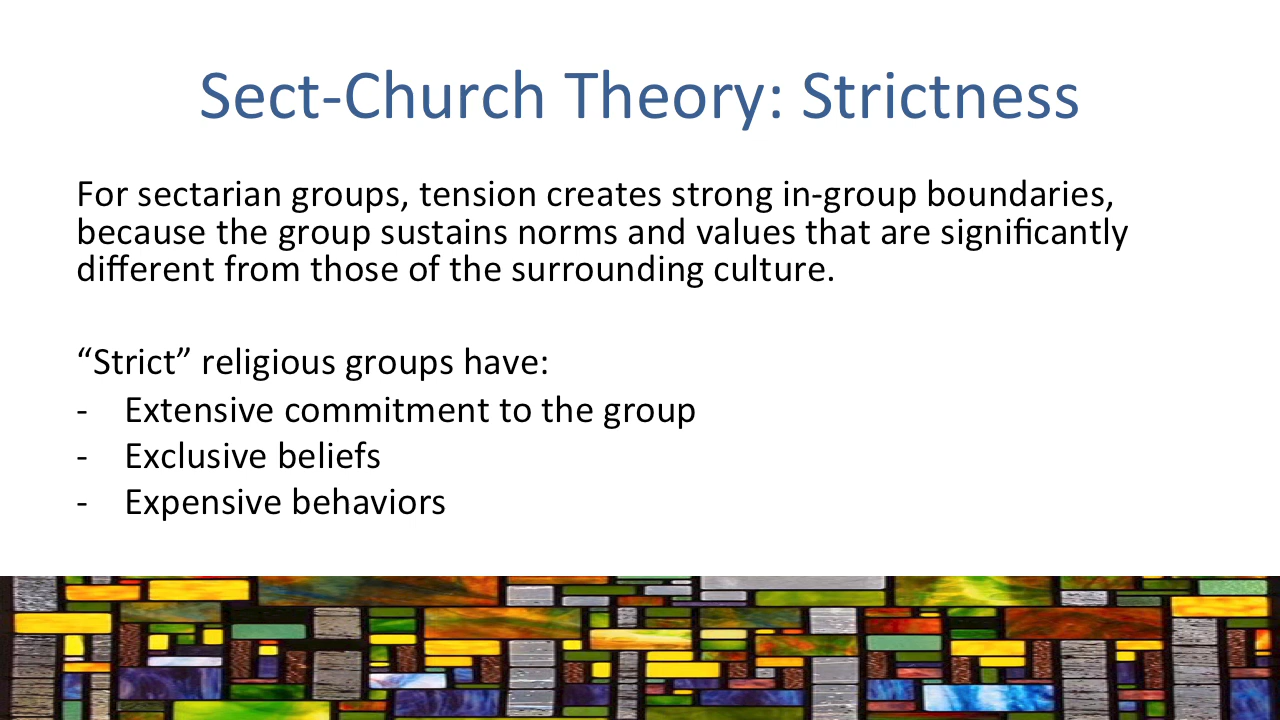 Sect-Church Theory: Strictness
For sectarian groups, tension creates strong in-group boundaries,
because the group sustains norms and values that are significantly
different from those of the surrounding culture.
“Strict” religious groups have:
- Extensive commitment to the group
- Exclusive beliefs
- Expensive behaviors